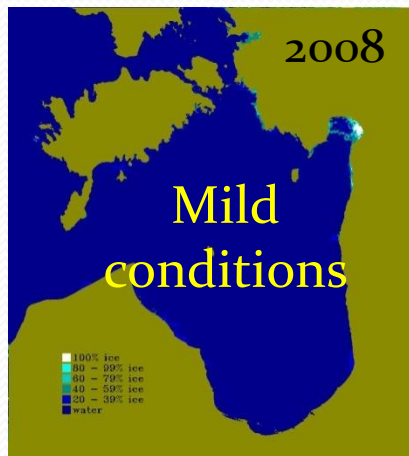 2008
Mild
conditions
100% ice
80 - 99% ice
60 - 79% ice
40 - 59% ice
20 - 39% ice
water